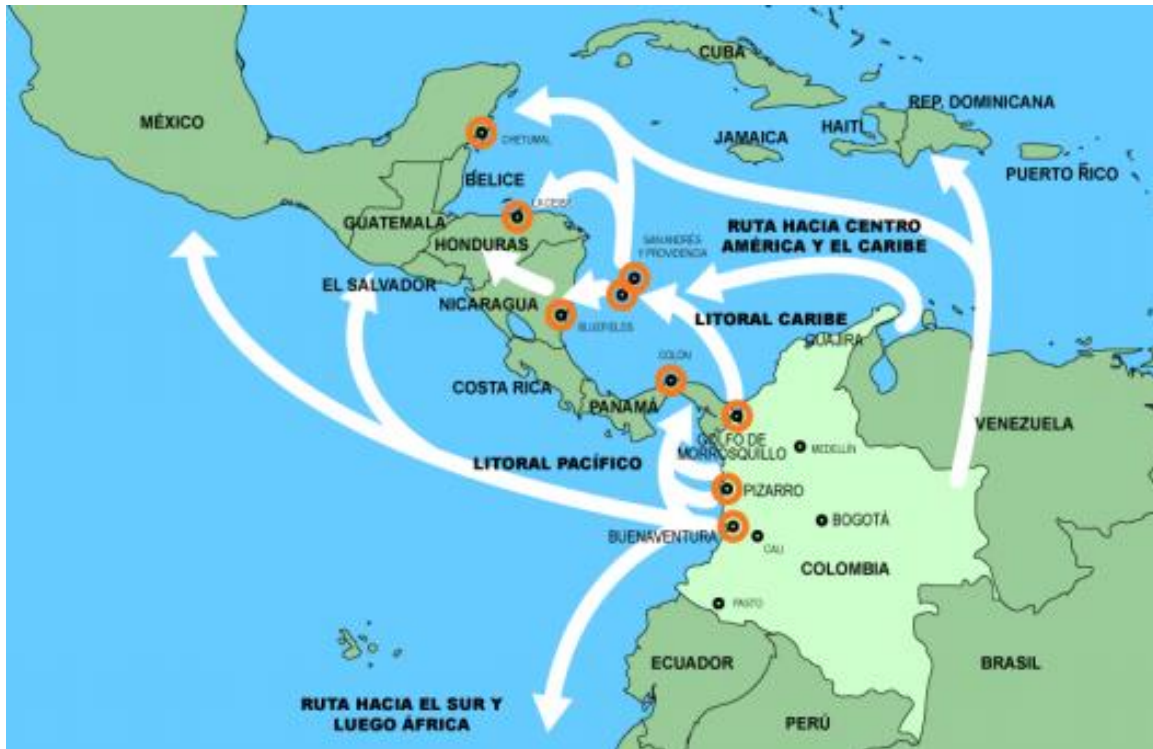 CUBA
MÉXICO
REP. DOMINICANA
HAITÍ
JAMAICA
CHETUMAL
PUERTO RICO
BELICE
LA CEIBA
GUATEMALA
HONDURAS
RUTA HACIA CENTRO
AMÉRICA Y EL CARIBE
SAN ANDRÉS
Y PROVIDENCIA
EL SALVADOR
NICARAGUA
LITORAL CARIBE
BLUEFIELDS
GUAJIRA
COLÓN
COSTA RICA
PANAMÁ
VENEZUELA
GOLFO DE
MORROSQUILLO
MEDELLÍN
LITORAL PACÍFICO
PIZARRO
BOGOTÁ
BUENAVENTURA
CALI
COLOMBIA
PASTO
ECUADOR
BRASIL
RUTA HACIA EL SUR Y
LUEGO ÁFRICA
PERÚ